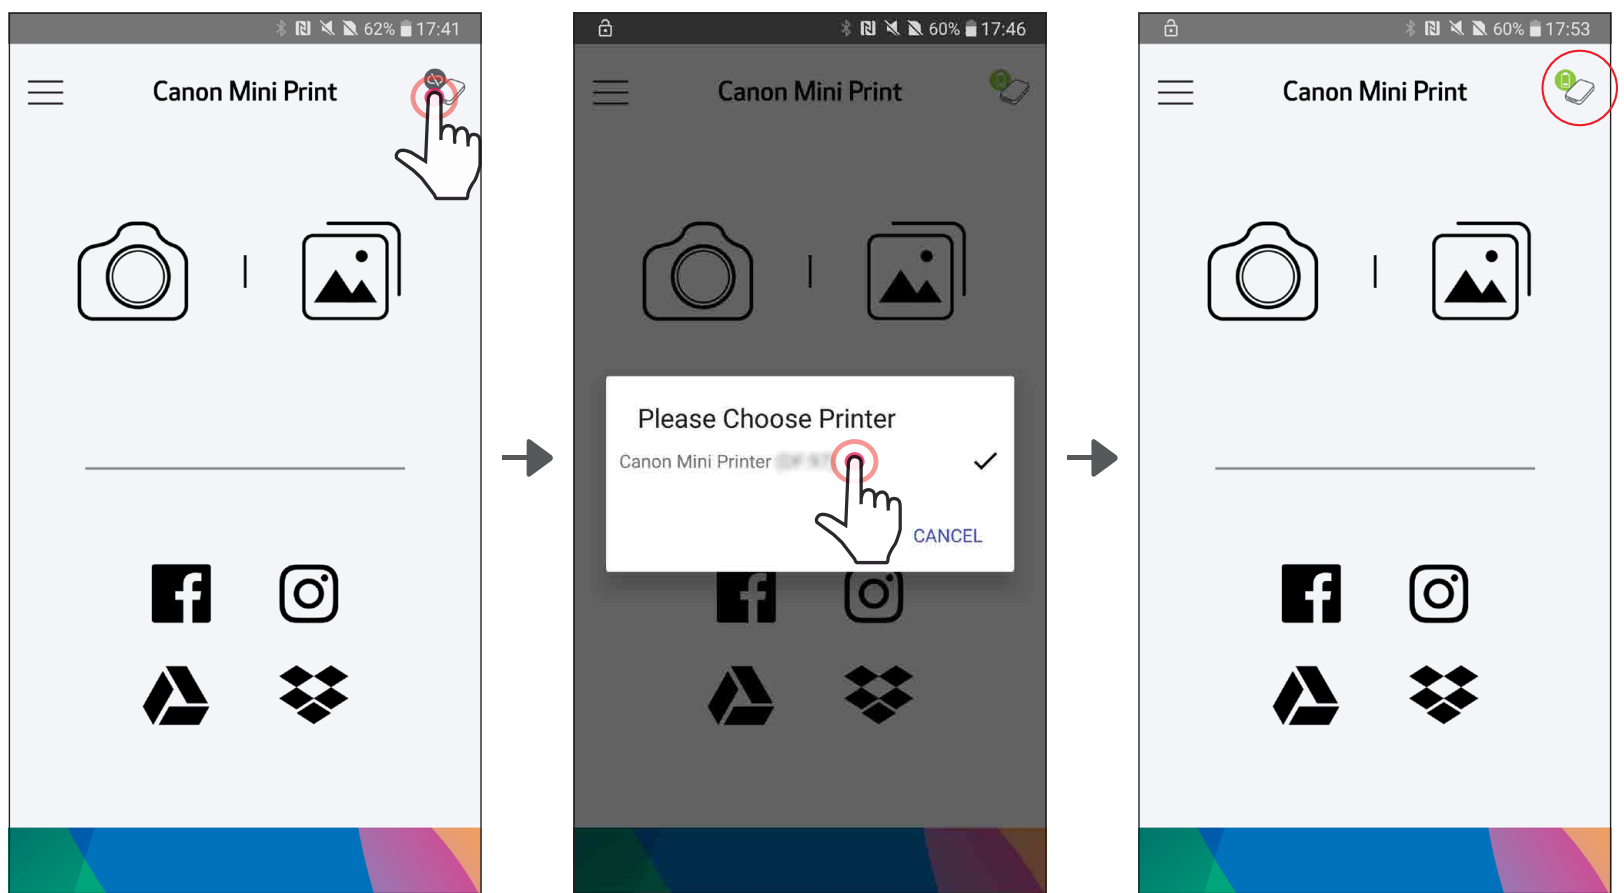 62% 17:41
Canon Mini Print
60% 17:46
Canon Mini Print
Please Choose Printer
Canon Mini Printer
CANCEL
60% 17:53
Canon Mini Print